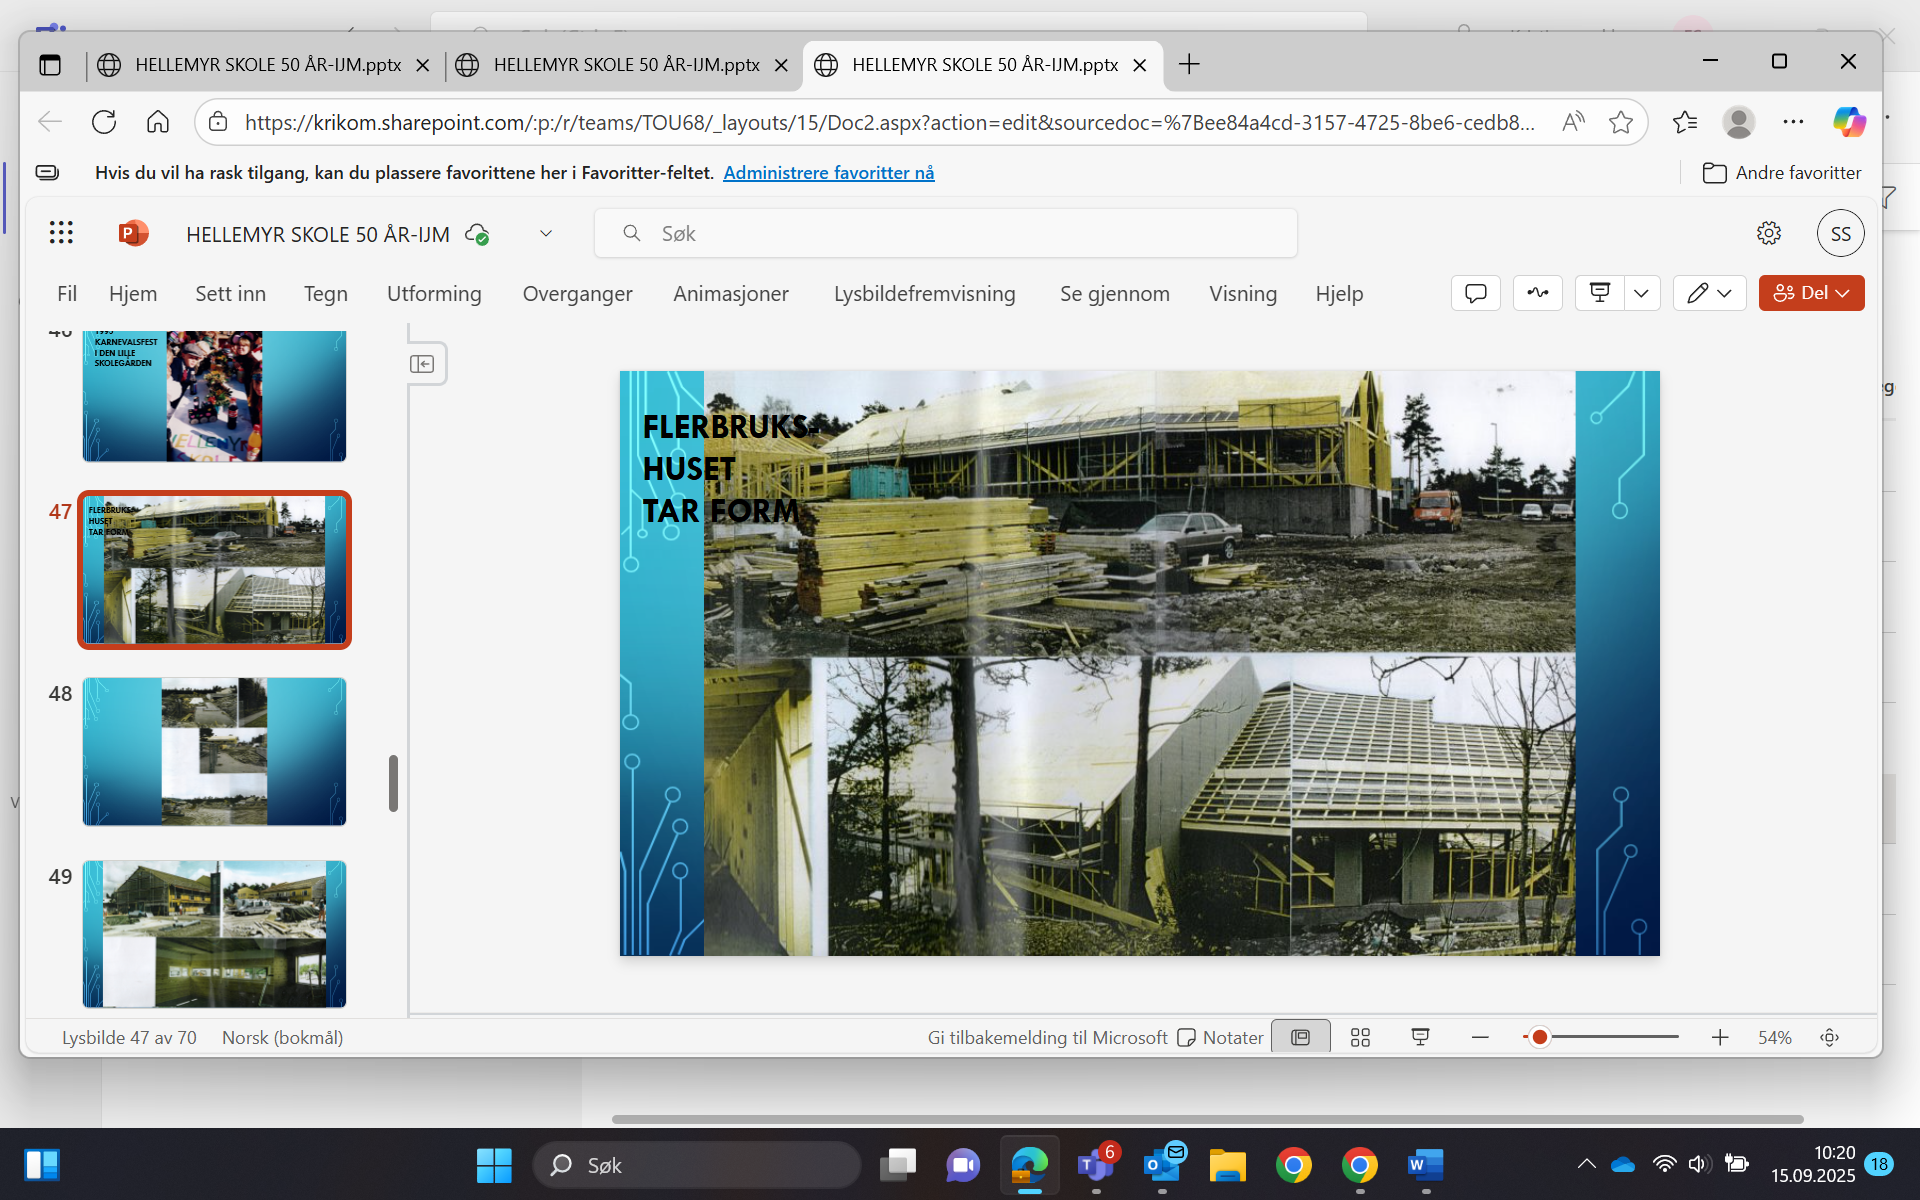 HELLEMYR SKOLE 50 ÅR-IJM.pptx
HELLEMYR SKOLE 50 ÅR-IJM.pptx
HELLEMYR SKOLE 50 ÅR-IJM.pptx
https://krikom.sharepoint.com/:p:/r/teams/TOU68/_layouts/15/Doc2.aspx?action=edit&sourcedoc=%7Bee84a4cd-3157-4725-8be6-cedb8...
Hvis du vil ha rask tilgang, kan du plassere favorittene her i Favoritter-feltet. Administrere favoritter nå
Andre favoritter
HELLEMYR SKOLE 50 ÅR-IJM
Søk
SS
Fil Hjem Sett inn Tegn Utforming Overganger Animasjoner Lysbildefremvisning Se gjennom Visning Hjelp
Del
46
1995
KARNEVALSFEST
I DEN LILLE
SKOLEGÅRDEN
HELLEMYR
SKOLE
47
FLERBRUKS-
HUSET
TAR FORM
48
49
FLERBRUKS-
HUSET
TAR FORM
Lysbilde 47 av 70 Norsk (bokmål)
Gi tilbakemelding til Microsoft Notater
54%
Søk
6
10:20
15.09.2025
18